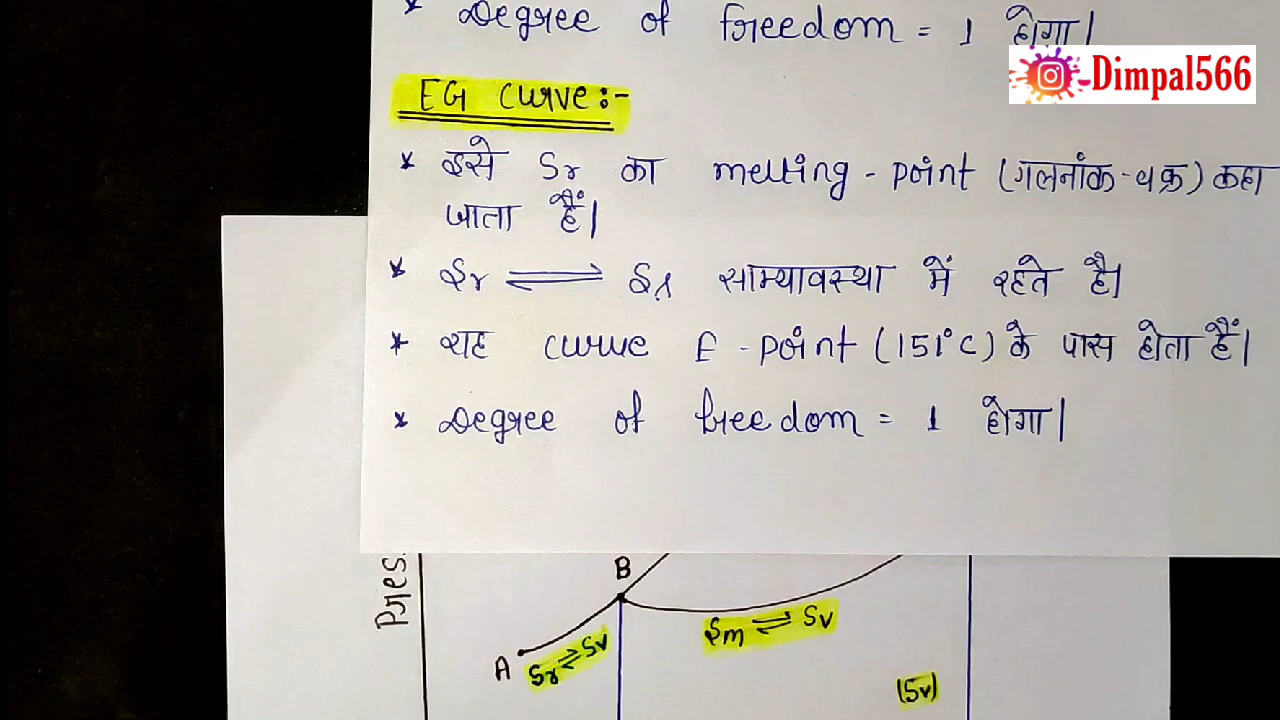 * Degree of freedom = 1 होगा।
-Dimpal566
EG Curve:-
* इसे Sr का melting-point (गलनांक-वक्र) कहा
जाता हैं।
* Sr ⇌ Sl साम्यावस्था में रहते है।
* यह curve E-point (151°C) के पास होता हैं।
* Degree of freedom = 1 होगा।
Pres.
B
A
Sr ⇌ Sv
Sm ⇌ Sv
(Sv)